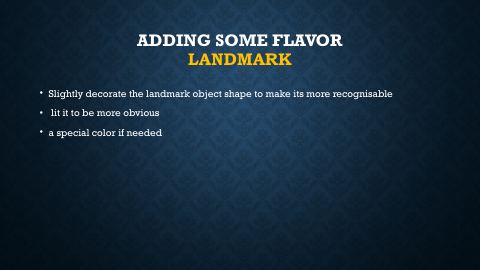 ADDING SOME FLAVOR
LANDMARK
• Slightly decorate the landmark object shape to make its more recognisable
• lit it to be more obvious
• a special color if needed